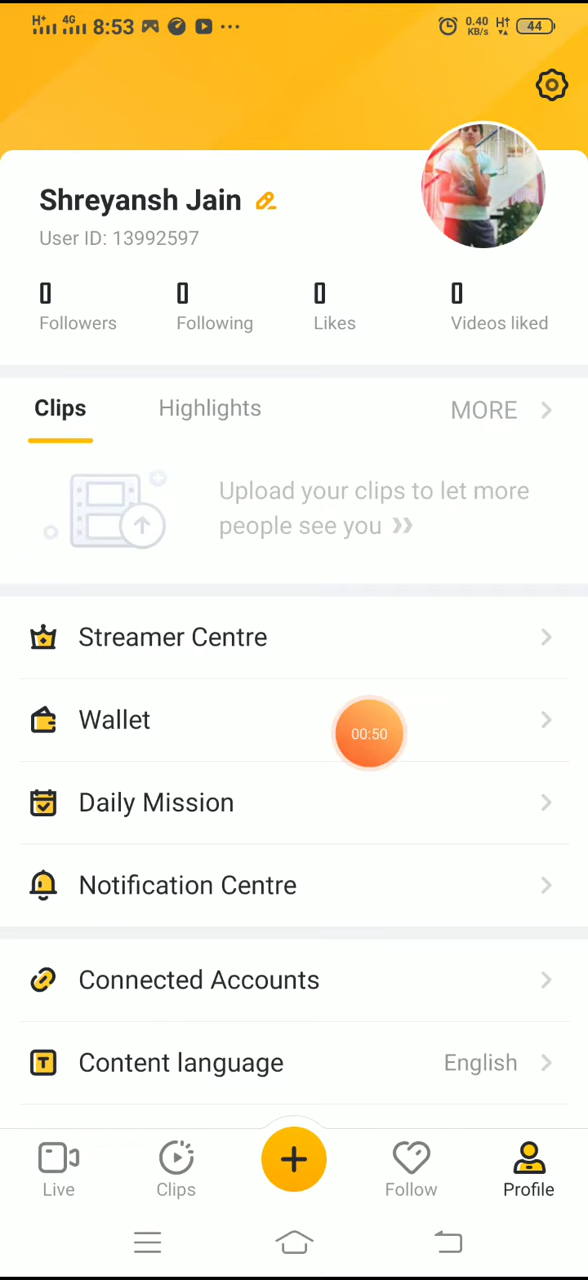 H+ 4G 8:53 ... 0.40 KB/s H↑ 44
Shreyansh Jain
User ID: 13992597
0 0 0 0
Followers Following Likes Videos liked
Clips Highlights MORE
Upload your clips to let more
people see you »
Streamer Centre
Wallet
00:50
Daily Mission
Notification Centre
Connected Accounts
Content language English
Live Clips Follow Profile